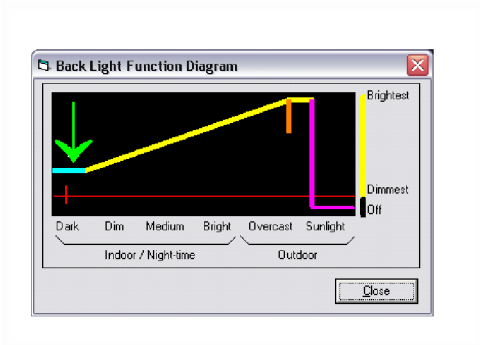 Back Light Function Diagram
Brightest
Dimmest
Off
Dark Dim Medium Bright Overcast Sunlight
Indoor / Night-time Outdoor
Close